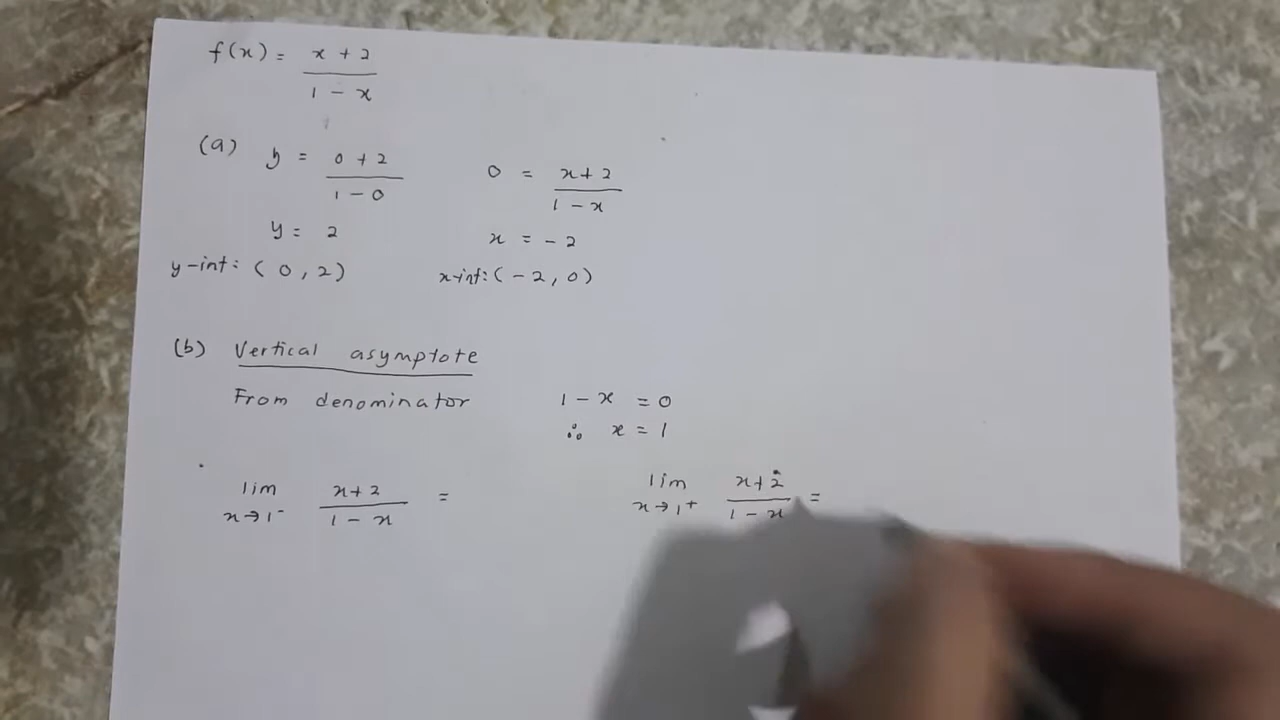 f(x) = x + 2 / 1 - x
(a) y = 0 + 2 / 1 - 0
0 = x + 2 / 1 - x
y = 2
x = - 2
y-int: (0, 2)
x-int: (-2, 0)
(b) Vertical asymptote
From denominator
1 - x = 0
∴ x = 1
lim x→1⁻ x+2 / 1 - x =
lim x→1⁺ x+2 / 1 - x =